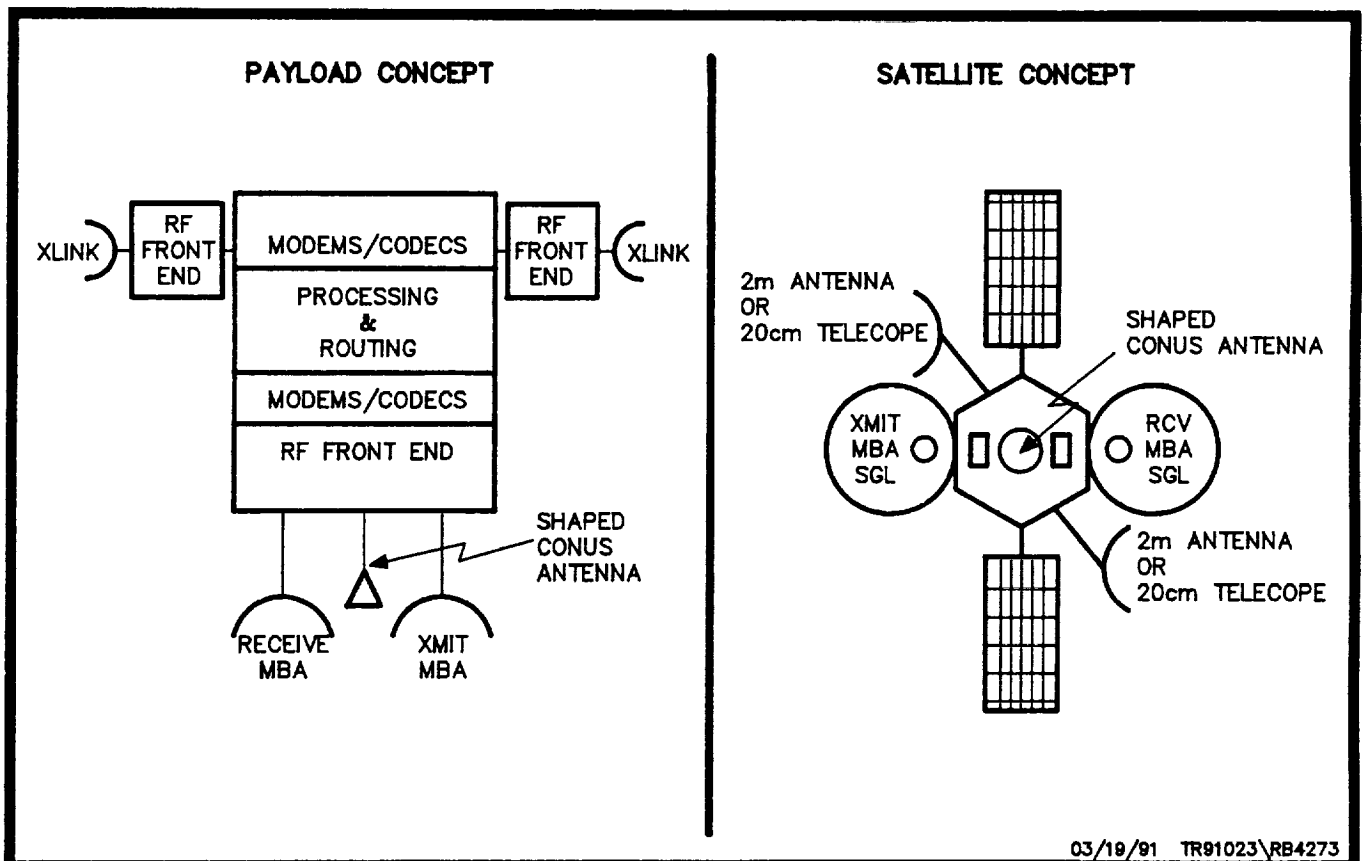 PAYLOAD CONCEPT
XLINK
RF
FRONT
END
MODEMS/CODECS
RF
FRONT
END
XLINK
PROCESSING
&
ROUTING
MODEMS/CODECS
RF FRONT END
SHAPED
CONUS
ANTENNA
RECEIVE
MBA
XMIT
MBA
SATELLITE CONCEPT
2m ANTENNA
OR
20cm TELECOPE
SHAPED
CONUS ANTENNA
XMIT
MBA
SGL
RCV
MBA
SGL
2m ANTENNA
OR
20cm TELECOPE
03/19/91 TR91023\RB4273